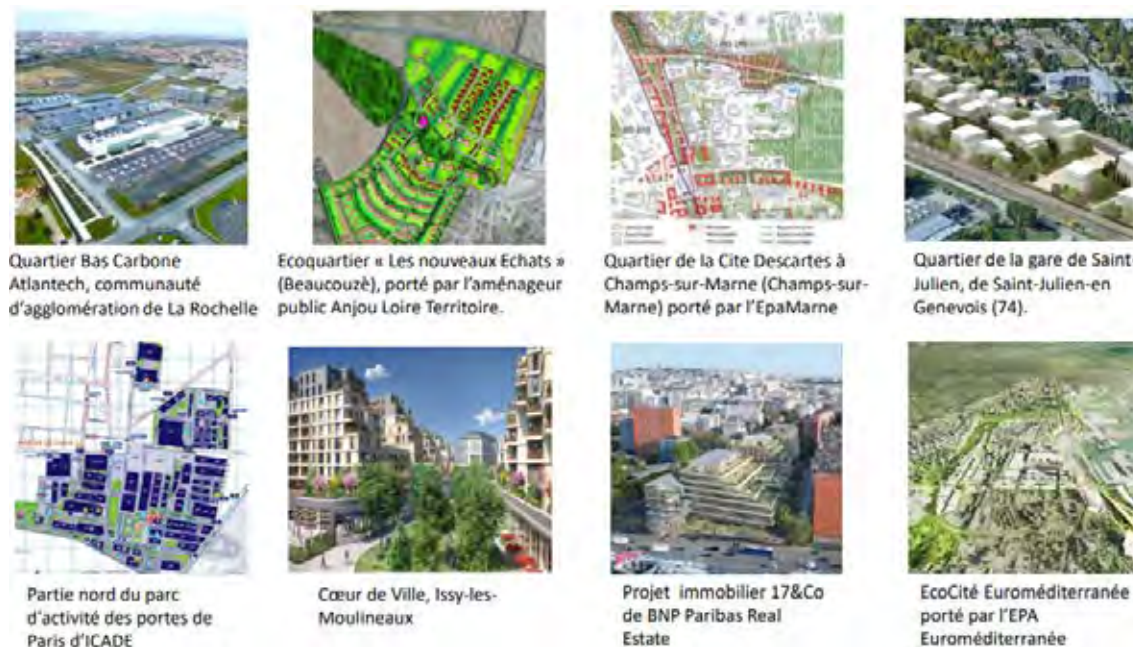 Quartier Bas Carbone
Atlantech, communauté
d'agglomération de La Rochelle
Ecoquartier « Les nouveaux Echats »
(Beaucouzè), porté par l'aménageur
public Anjou Loire Territoire.
Quartier de la Cite Descartes à
Champs-sur-Marne (Champs-sur-
Marne) porté par l'EpaMarne
Quartier de la gare de Saint-
Julien, de Saint-Julien-en
Genevois (74).
Partie nord du parc
d'activité des portes de
Paris d'ICADE
Cœur de Ville, Issy-les-
Moulineaux
Projet immobilier 17&Co
de BNP Paribas Real
Estate
EcoCité Euroméditerranée
porté par l'EPA
Euroméditerranée